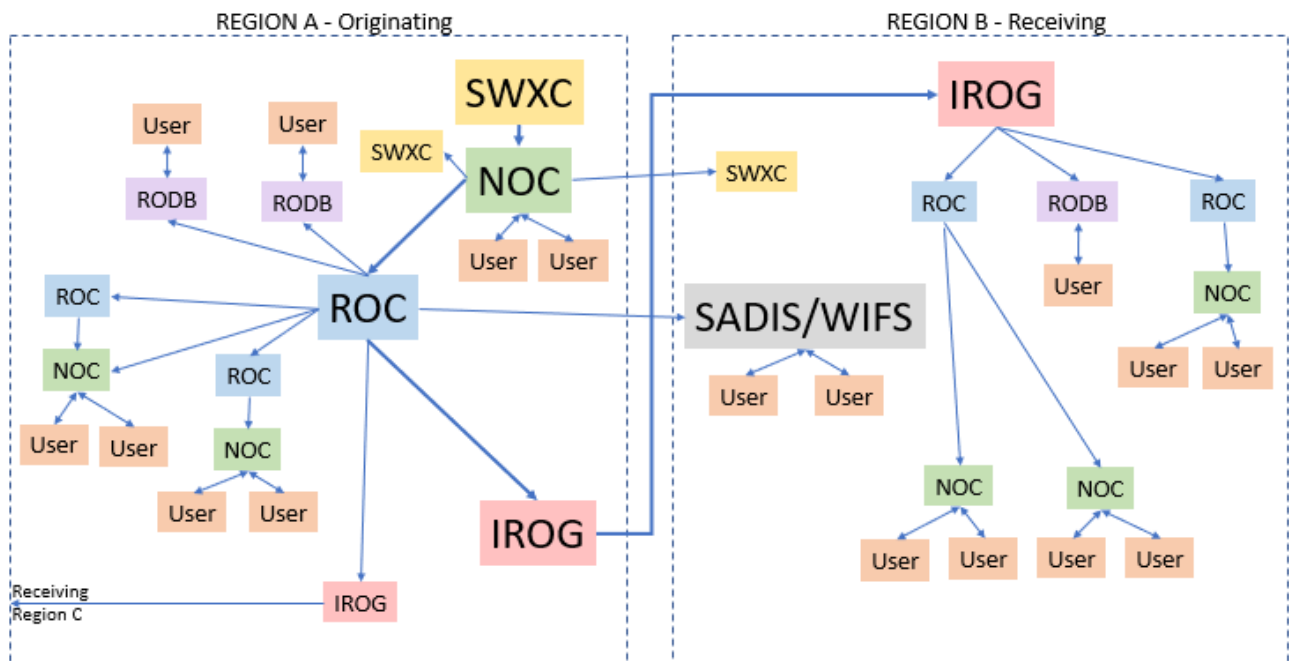 REGION A - Originating
REGION B - Receiving
SWXC
IROG
User
User
SWXC
NOC
SWXC
RODB
RODB
ROC
RODB
ROC
User
User
User
ROC
ROC
SADIS/WIFS
NOC
NOC
ROC
User
User
User
User
User
User
NOC
NOC
NOC
User
User
IROG
User
User
User
User
Receiving
Region C
IROG